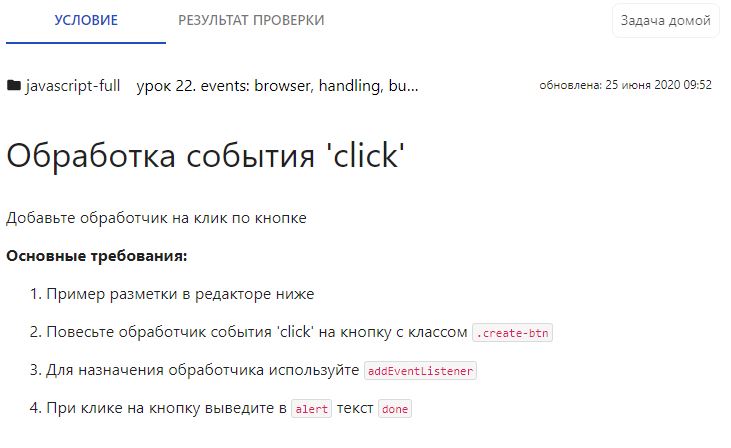 УСЛОВИЕ РЕЗУЛЬТАТ ПРОВЕРКИ Задача домой
javascript-full урок 22. events: browser, handling, bu... обновлена: 25 июня 2020 09:52
Обработка события 'click'
Добавьте обработчик на клик по кнопке
Основные требования:
1. Пример разметки в редакторе ниже
2. Повесьте обработчик события 'click' на кнопку с классом .create-btn
3. Для назначения обработчика используйте addEventListener
4. При клике на кнопку выведите в alert текст done